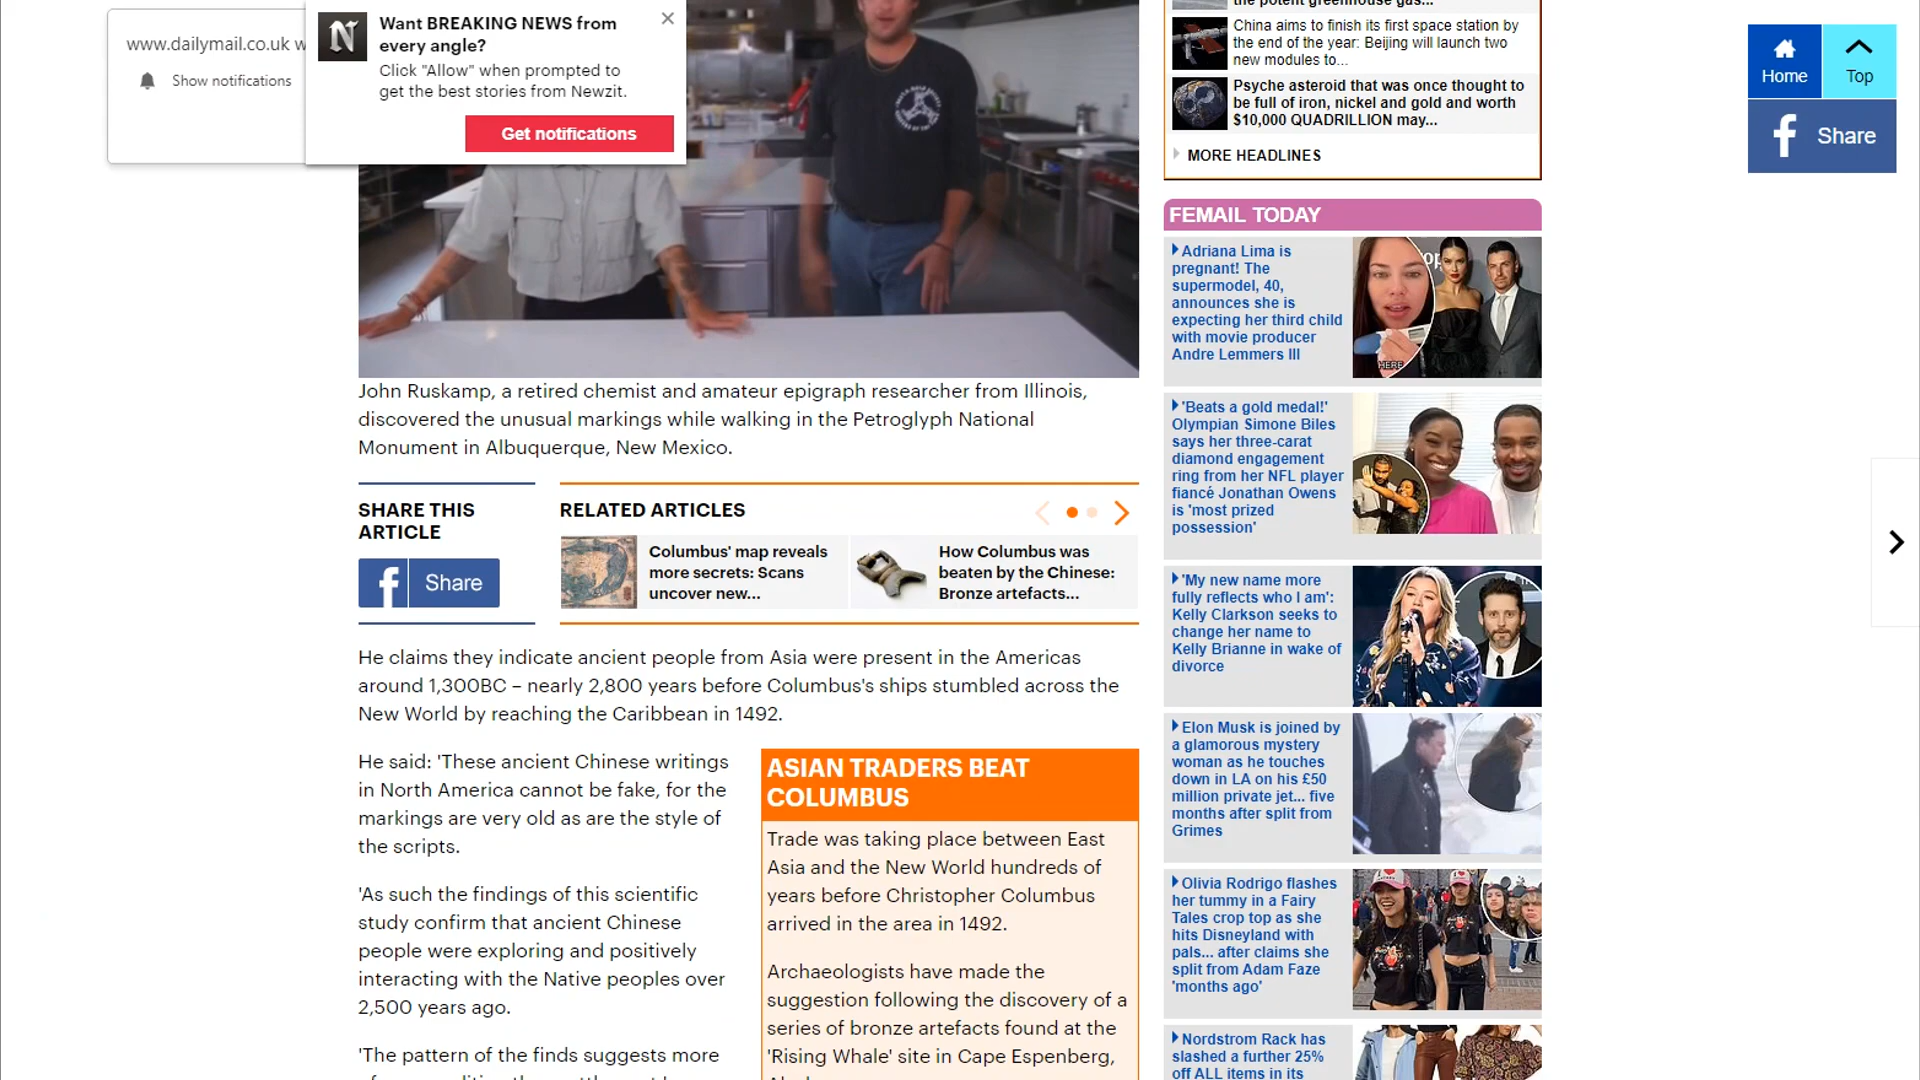 www.dailymail.co.uk w
Show notifications
Want BREAKING NEWS from
every angle?
Click "Allow" when prompted to
get the best stories from Newzit.
Get notifications
John Ruskamp, a retired chemist and amateur epigraph researcher from Illinois,
discovered the unusual markings while walking in the Petroglyph National
Monument in Albuquerque, New Mexico.
SHARE THIS
ARTICLE
Share
RELATED ARTICLES
Columbus' map reveals
more secrets: Scans
uncover new...
How Columbus was
beaten by the Chinese:
Bronze artefacts...
He claims they indicate ancient people from Asia were present in the Americas
around 1,300BC – nearly 2,800 years before Columbus's ships stumbled across the
New World by reaching the Caribbean in 1492.
He said: 'These ancient Chinese writings
in North America cannot be fake, for the
markings are very old as are the style of
the scripts.
'As such the findings of this scientific
study confirm that ancient Chinese
people were exploring and positively
interacting with the Native peoples over
2,500 years ago.
'The pattern of the finds suggests more
ASIAN TRADERS BEAT
COLUMBUS
Trade was taking place between East
Asia and the New World hundreds of
years before Christopher Columbus
arrived in the area in 1492.
Archaeologists have made the
suggestion following the discovery of a
series of bronze artefacts found at the
'Rising Whale' site in Cape Espenberg,
the potent greenhouse gas...
China aims to finish its first space station by
the end of the year: Beijing will launch two
new modules to...
Psyche asteroid that was once thought to
be full of iron, nickel and gold and worth
$10,000 QUADRILLION may...
MORE HEADLINES
FEMAIL TODAY
Adriana Lima is
pregnant! The
supermodel, 40,
announces she is
expecting her third child
with movie producer
Andre Lemmers III
HERE
'Beats a gold medal!'
Olympian Simone Biles
says her three-carat
diamond engagement
ring from her NFL player
fiancé Jonathan Owens
is 'most prized
possession'
'My new name more
fully reflects who I am':
Kelly Clarkson seeks to
change her name to
Kelly Brianne in wake of
divorce
Elon Musk is joined by
a glamorous mystery
woman as he touches
down in LA on his £50
million private jet... five
months after split from
Grimes
Olivia Rodrigo flashes
her tummy in a Fairy
Tales crop top as she
hits Disneyland with
pals... after claims she
split from Adam Faze
'months ago'
Nordstrom Rack has
slashed a further 25%
off ALL items in its
Home
Top
Share